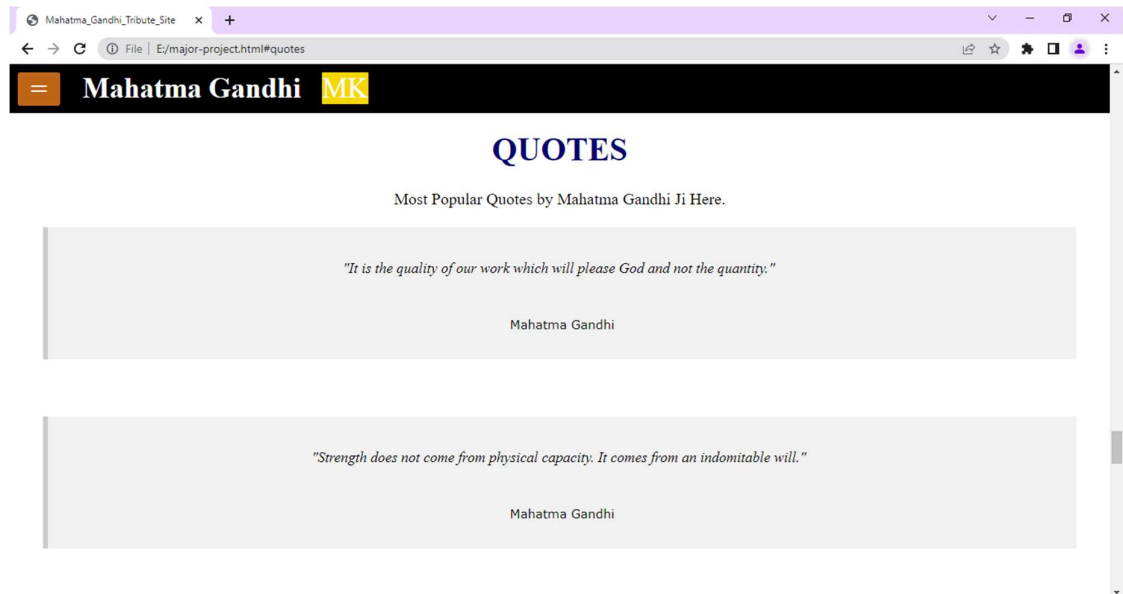 Mahatma_Gandhi_Tribute_Site
File | E:/major-project.html#quotes
Mahatma Gandhi MK
QUOTES
Most Popular Quotes by Mahatma Gandhi Ji Here.
"It is the quality of our work which will please God and not the quantity."
Mahatma Gandhi
"Strength does not come from physical capacity. It comes from an indomitable will."
Mahatma Gandhi